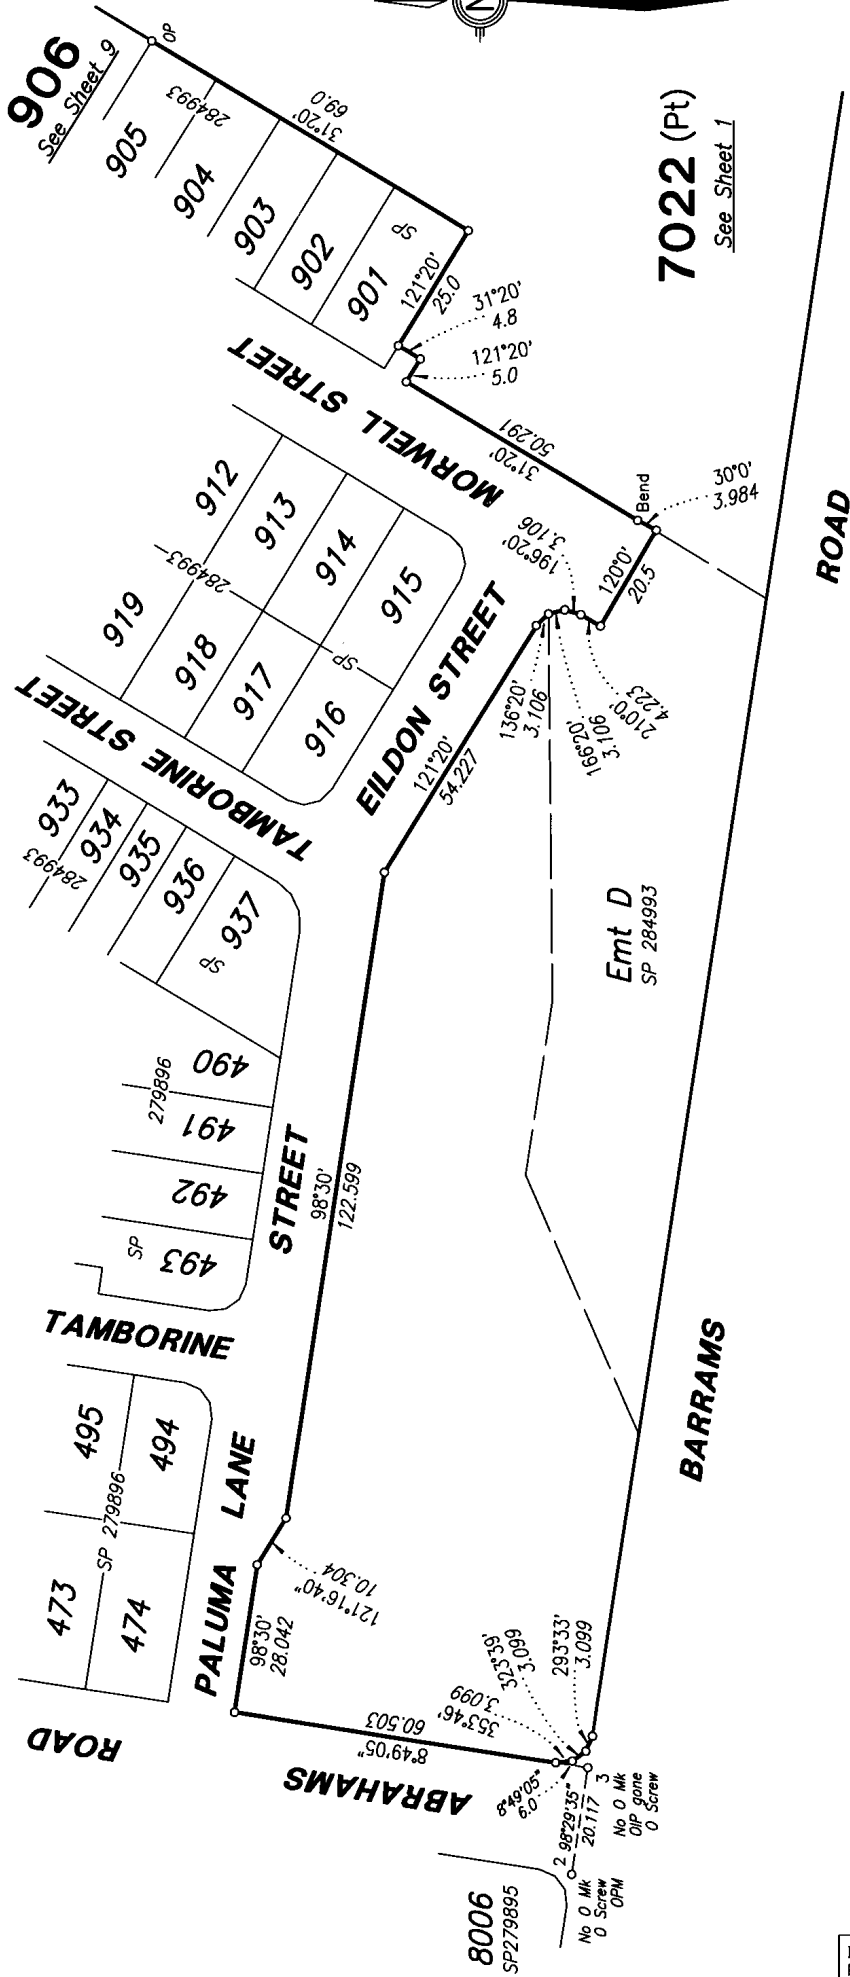 906
See Sheet 9
OP
905
284993
904
903
902
901
SP
31°20'
69.0
121°20'
25.0
31°20'
4.8
121°20'
5.0
7022 (Pt)
See Sheet 1
N
MORWELL STREET
31°20'
50.291
Bend
30°0'
3.984
120°0'
20.5
196°20'
3.106
136°20'
3.106
166°20'
3.106
210°0'
4.223
912
913
914
915
284993
919
918
917
916
SP
EILDON STREET
121°20'
54.227
TAMBORINE STREET
933
934
935
936
937
284993
SP
490
279896
491
492
493
SP
TAMBORINE
STREET
98°30'
122.599
Emt D
SP 284993
BARRAMS
ROAD
495
494
SP 279896
473
474
PALUMA LANE
98°30'
28.042
121°16'40"
10.304
ABRAHAMS
ROAD
8°49'05"
60.503
353°46'
3.099
323°39'
3.099
293°33'
3.099
8°49'05"
6.0
2
98°29'35"
20.117
3
No O Mk
OIP gone
O Screw
No O Mk
O Screw
OPM
8006
SP279895